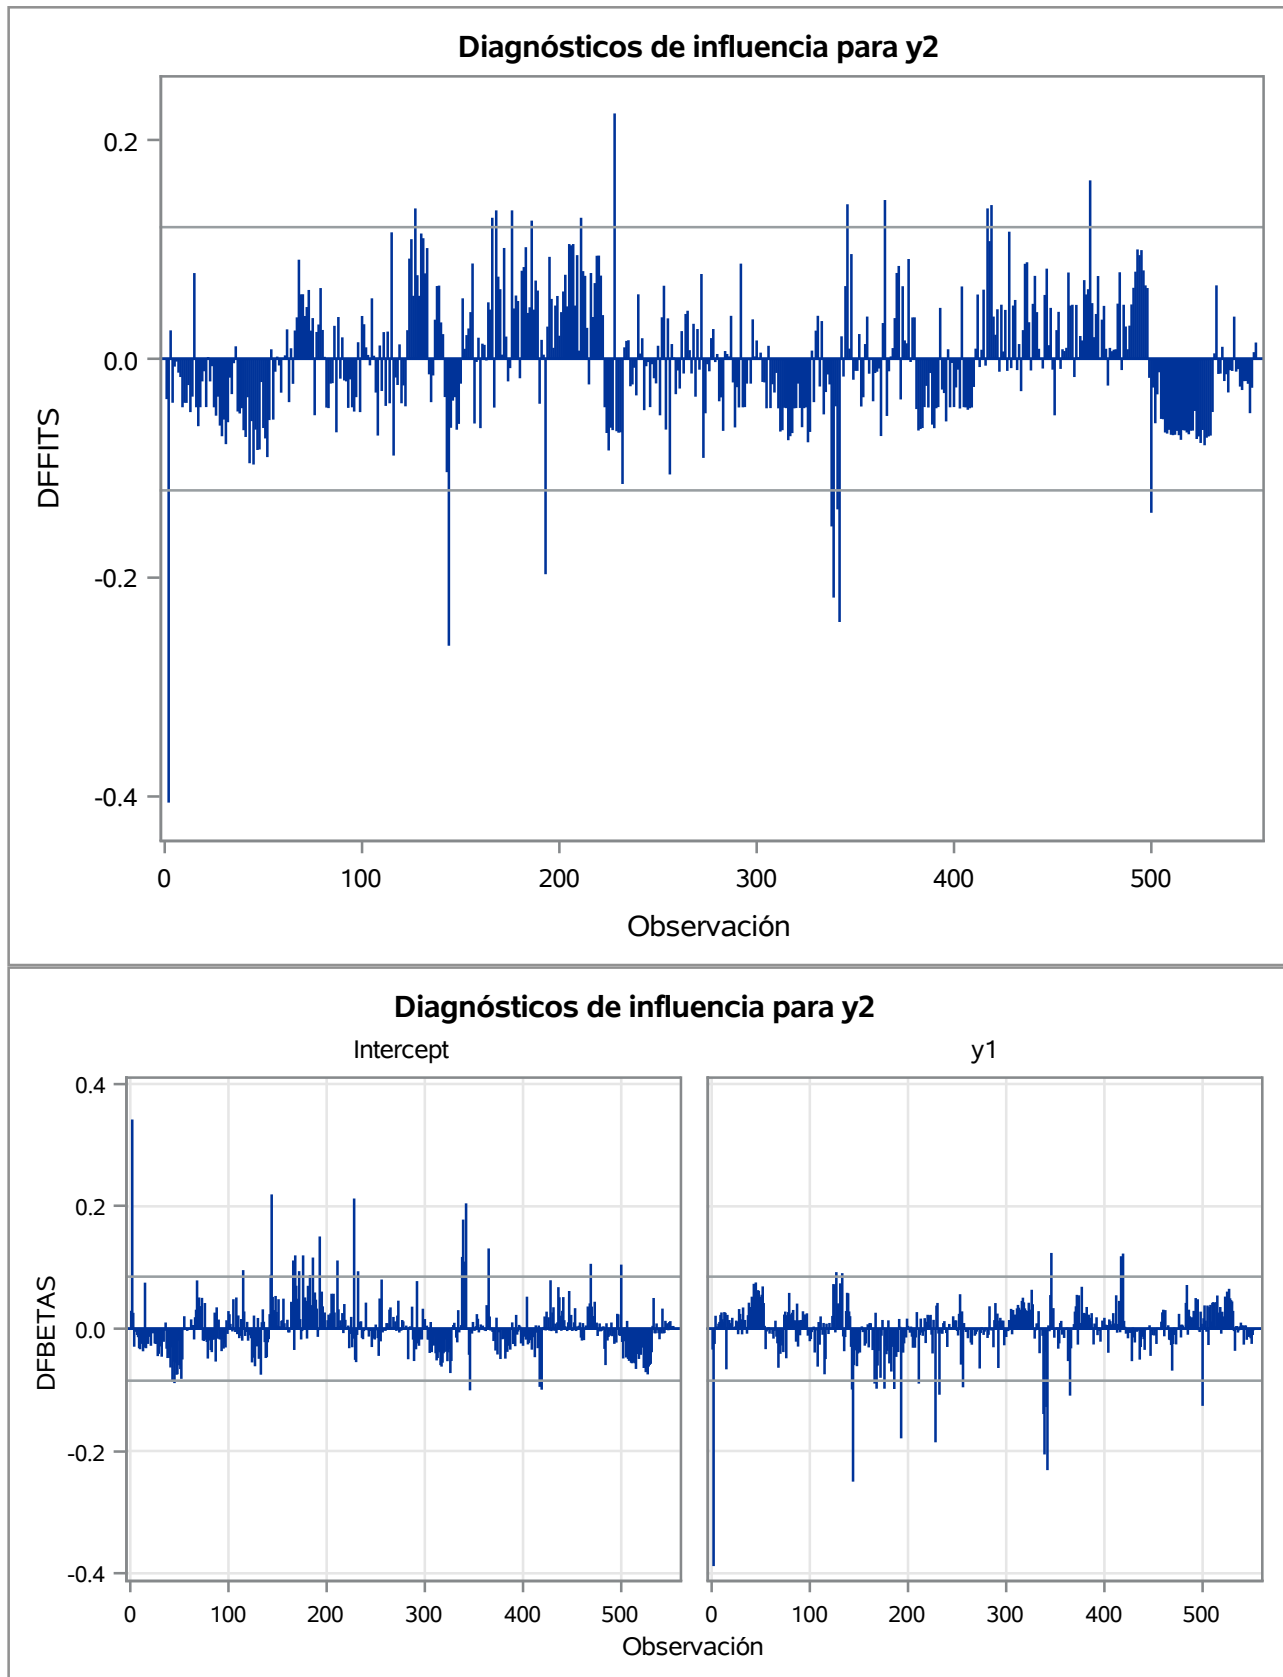 Diagnósticos de influencia para y2
0.2
0.0
-0.2
-0.4
DFFITS
0 100 200 300 400 500
Observación
Diagnósticos de influencia para y2
Intercept y1
0.4
0.2
0.0
-0.2
-0.4
DFBETAS
0 100 200 300 400 500 0 100 200 300 400 500
Observación